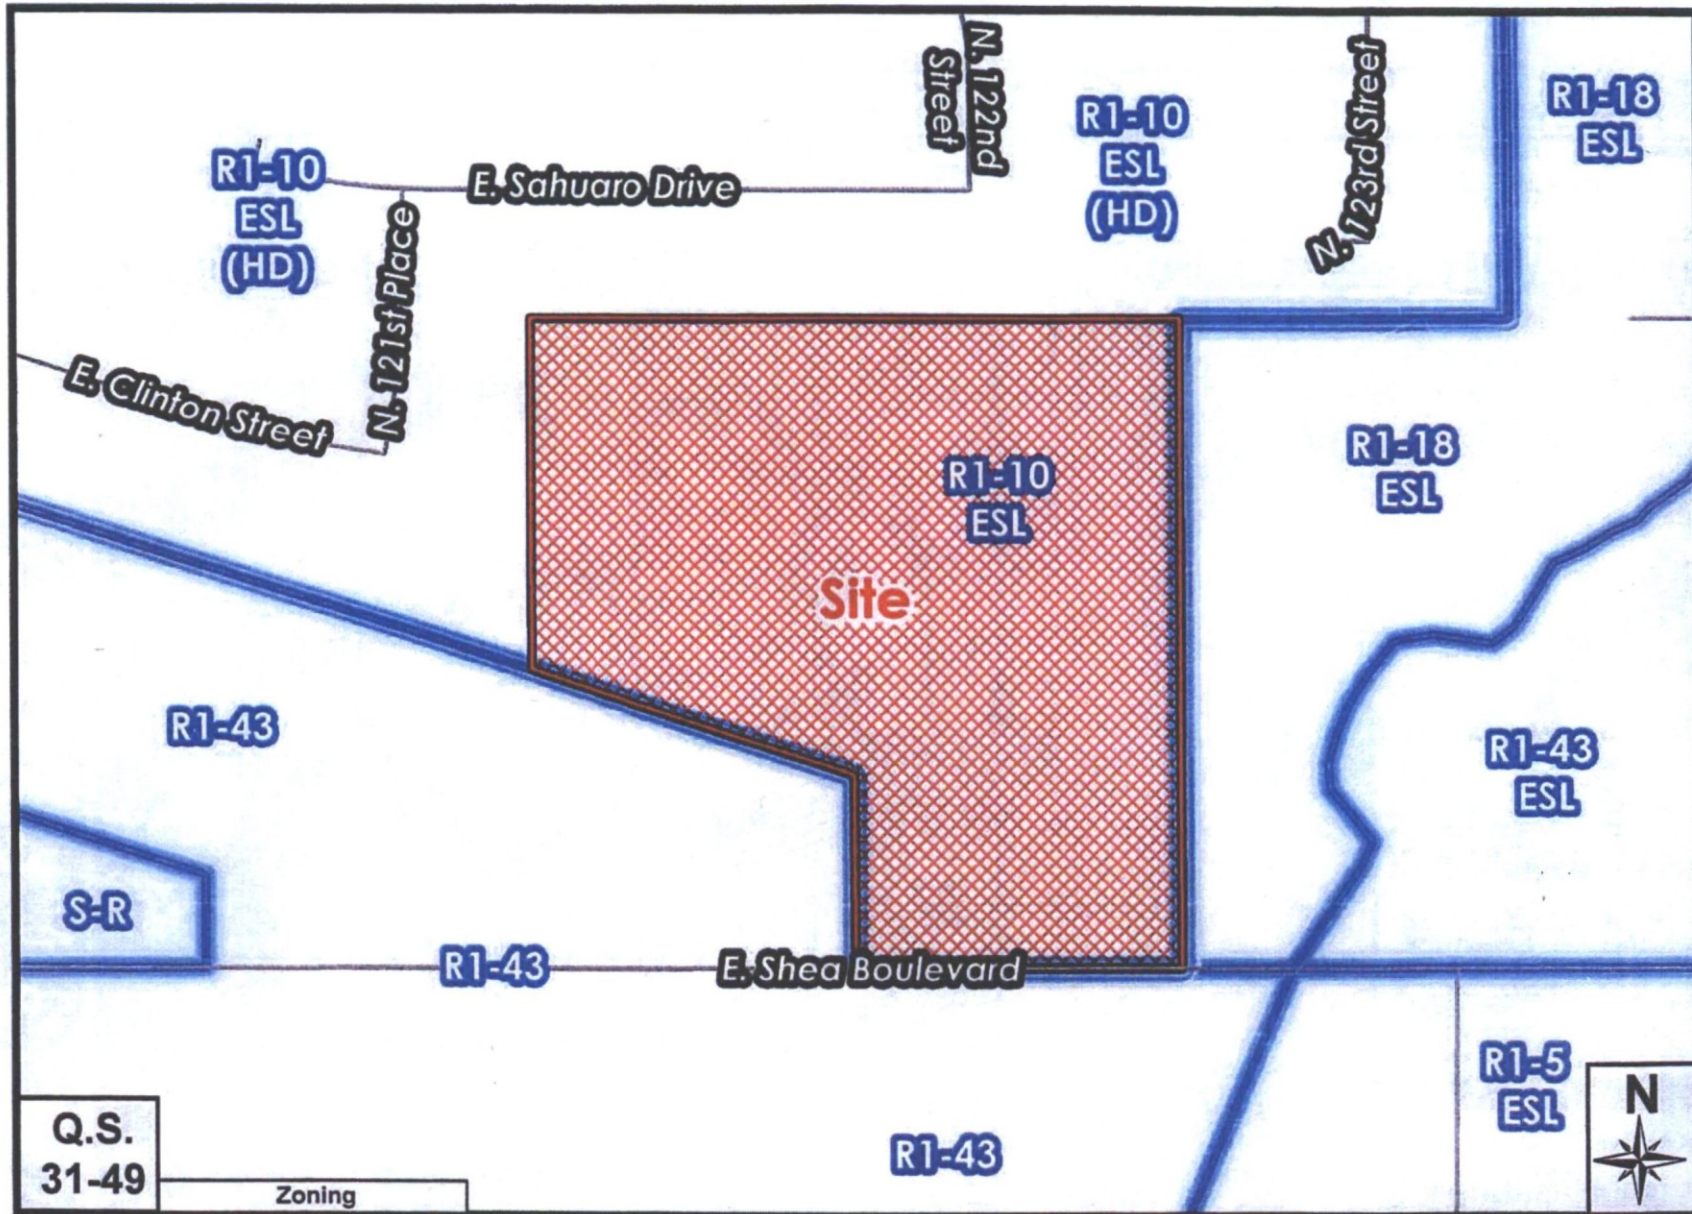 N. 122nd
Street
N. 123rd Street
R1-18
ESL
R1-10
ESL
(HD)
R1-10
ESL
(HD)
E. Sahuaro Drive
N. 121st Place
E. Clinton Street
R1-10
ESL
R1-18
ESL
Site
R1-43
R1-43
ESL
S-R
R1-43
E. Shea Boulevard
R1-5
ESL
R1-43
Q.S.
31-49
Zoning
N